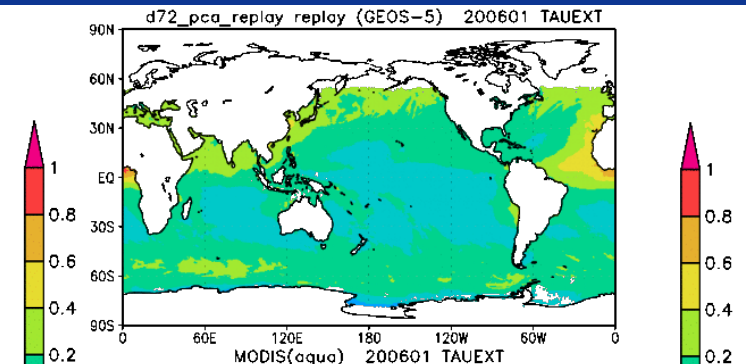 d72_pca_replay replay (GEOS-5) 200601 TAUEXT
90N
60N
30N
EQ
30S
60S
90S
0 60E 120E 180 120W 60W 0
1
0.8
0.6
0.4
0.2
1
0.8
0.6
0.4
0.2
MODIS(aqua) 200601 TAUEXT